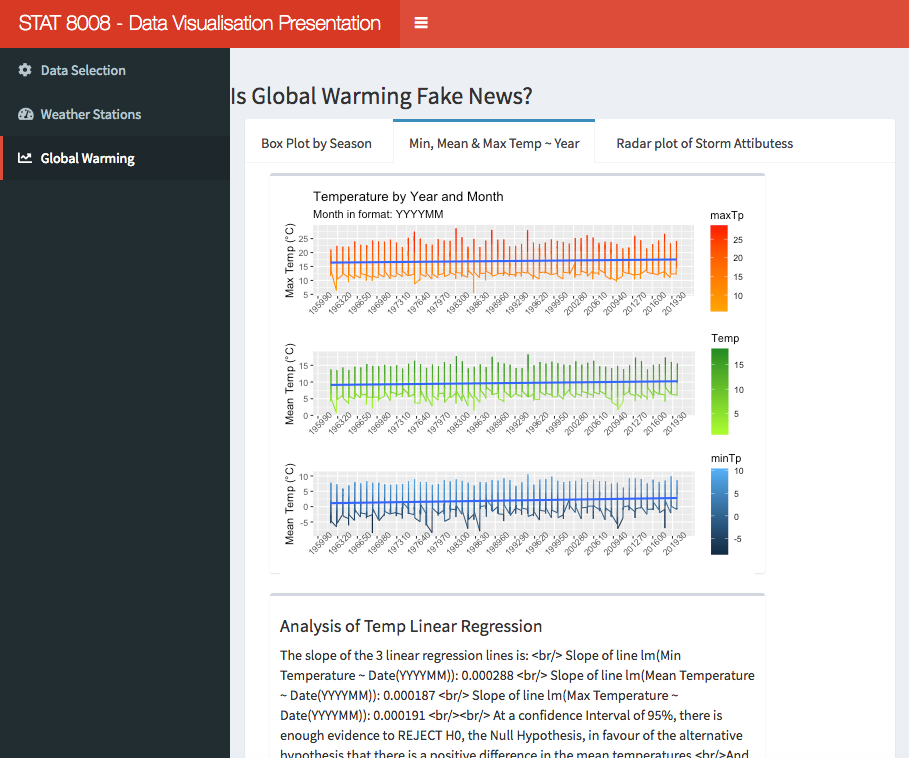 STAT 8008 - Data Visualisation Presentation
Data Selection
Weather Stations
Global Warming
Is Global Warming Fake News?
Box Plot by Season
Min, Mean & Max Temp ~ Year
Radar plot of Storm Attibutess
Temperature by Year and Month
Month in format: YYYYMM
Max Temp (°C)
25
20
15
10
5
195990 196320 196650 196980 197310 197640 197970 198300 198630 199290 199620 199950 200280 200610 200940 201270 201600 201930
maxTp
25
20
15
10
Mean Temp (°C)
15
10
5
0
195990 196320 196650 196980 197310 197640 197970 198300 198630 199290 199620 199950 200280 200610 200940 201270 201600 201930
Temp
15
10
5
Mean Temp (°C)
10
5
0
-5
195990 196320 196650 196980 197310 197640 197970 198300 198630 199290 199620 199950 200280 200610 200940 201270 201600 201930
minTp
10
5
0
-5
Analysis of Temp Linear Regression
The slope of the 3 linear regression lines is: <br/> Slope of line lm(Min
Temperature ~ Date(YYYYMM)): 0.000288 <br/> Slope of line lm(Mean Temperature
~ Date(YYYYMM)): 0.000187 <br/> Slope of line lm(Max Temperature ~
Date(YYYYMM)): 0.000191 <br/><br/> At a confidence Interval of 95%, there is
enough evidence to REJECT H0, the Null Hypothesis, in favour of the alternative
hypothesis that there is a positive difference in the mean temperatures <br/>And